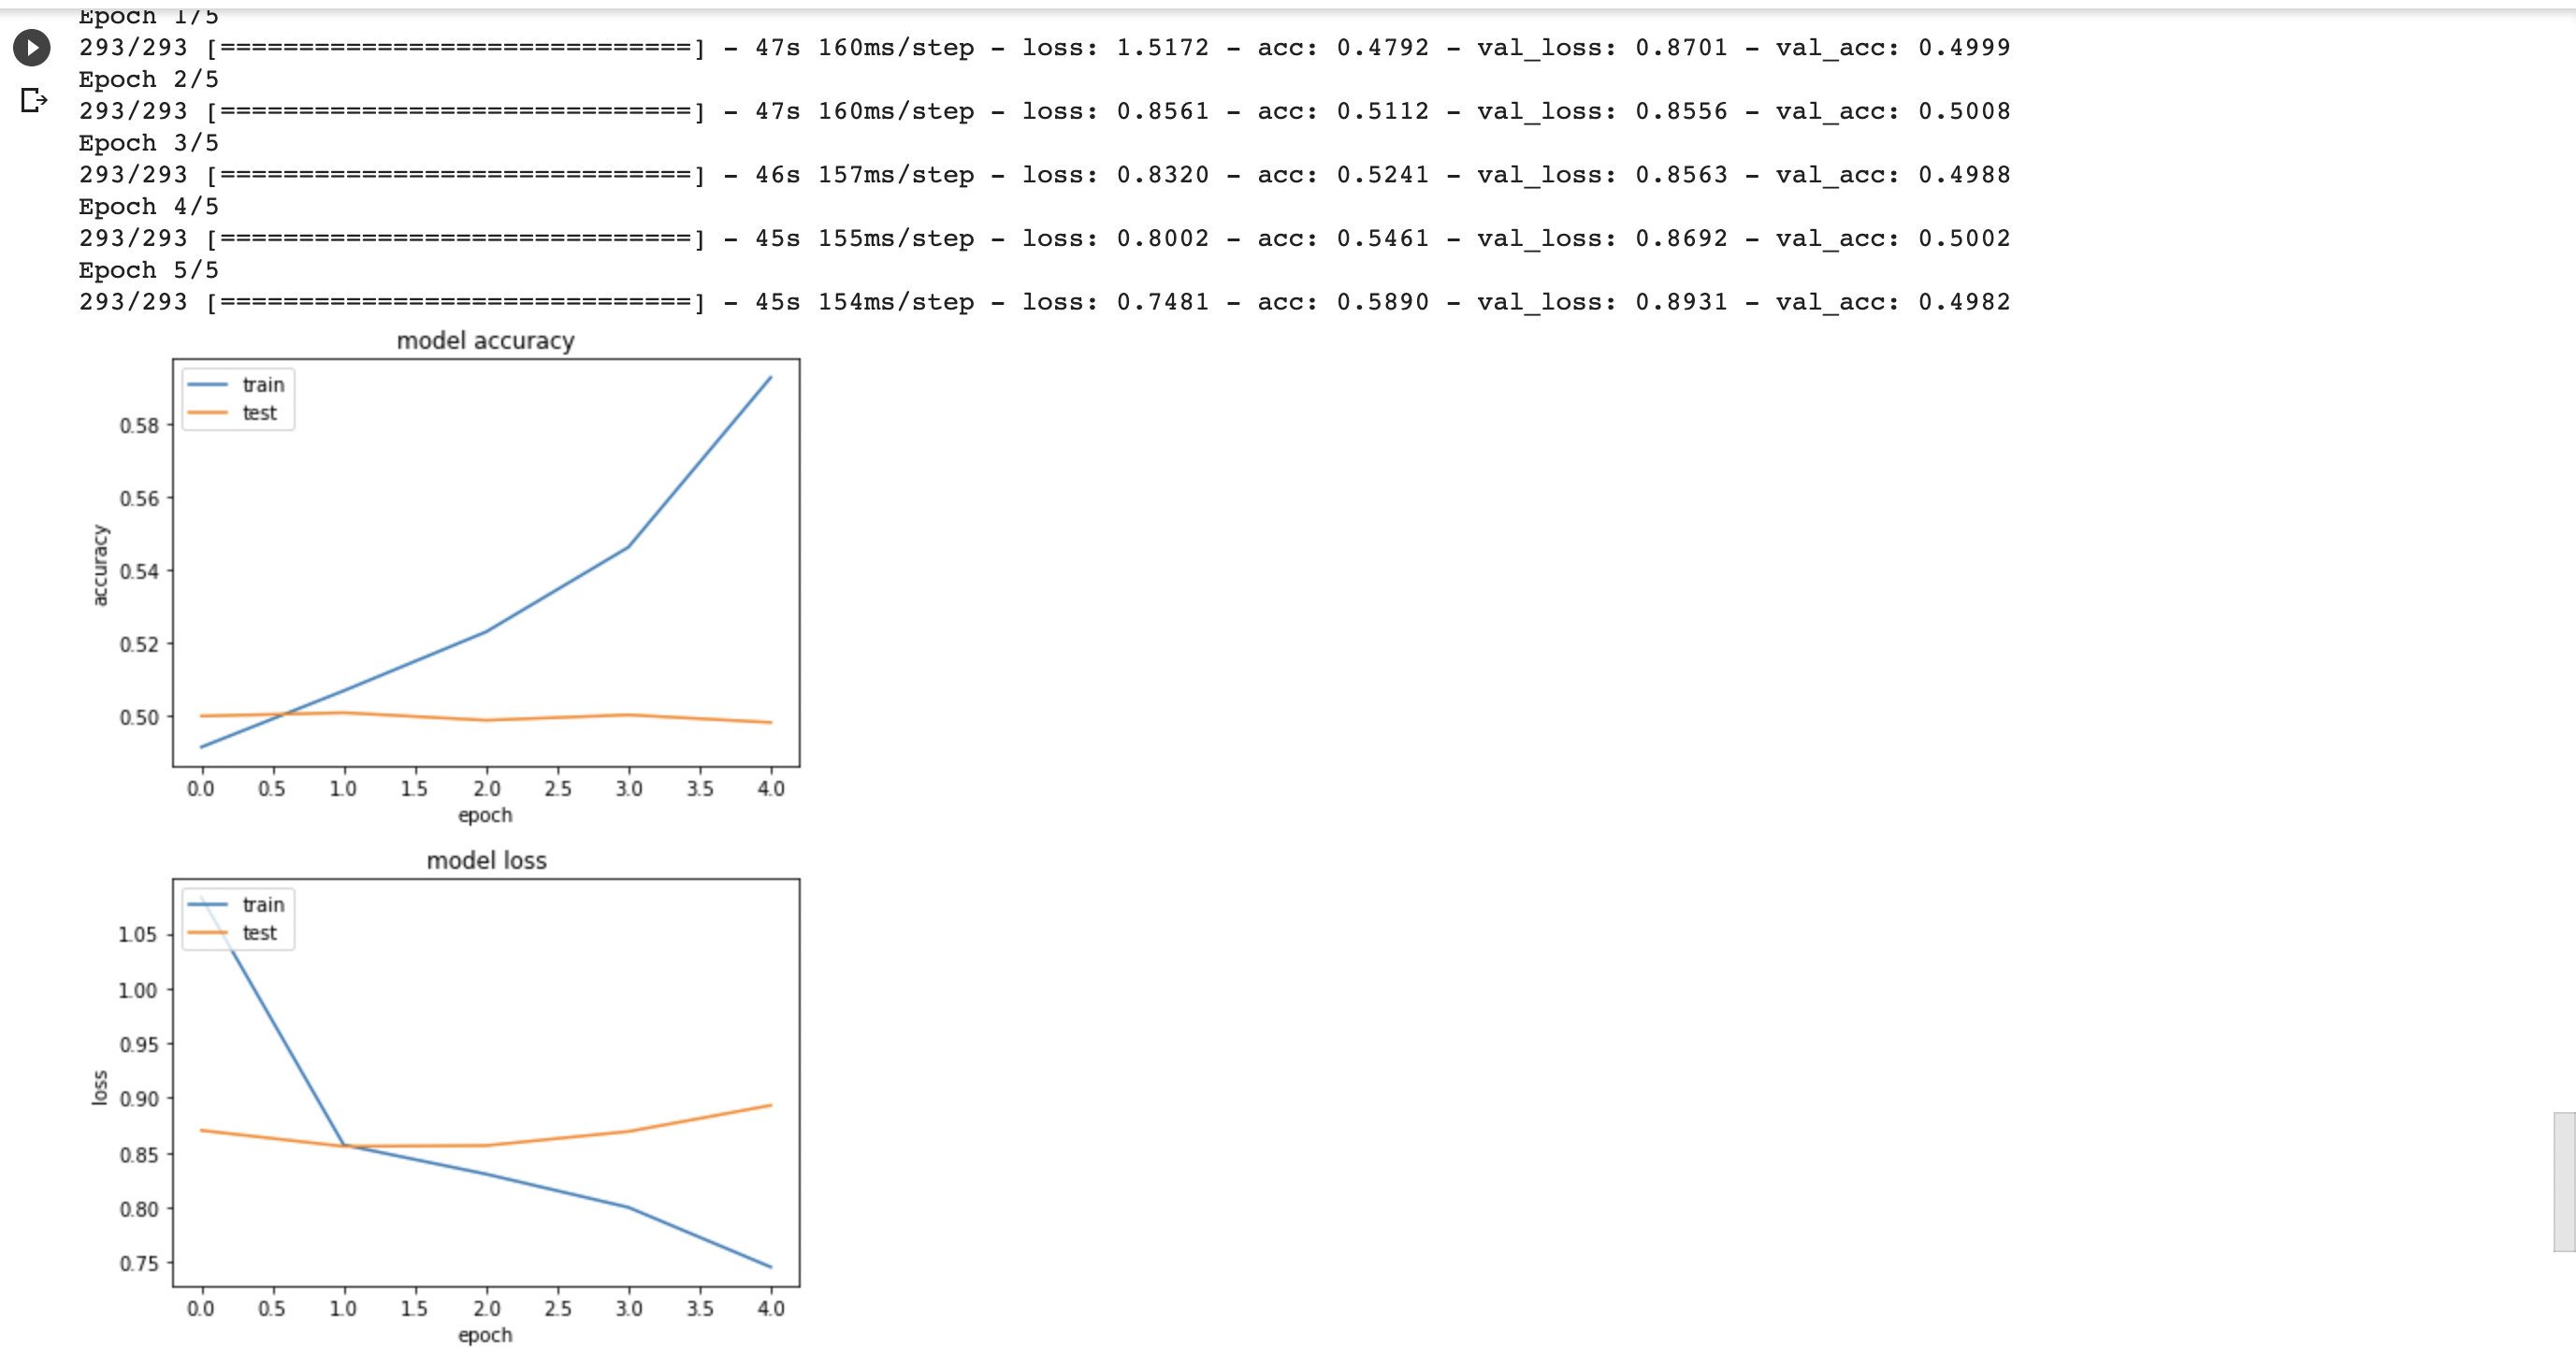 Epoch 1/5
293/293 [==============================] - 47s 160ms/step - loss: 1.5172 - acc: 0.4792 - val_loss: 0.8701 - val_acc: 0.4999
Epoch 2/5
293/293 [==============================] - 47s 160ms/step - loss: 0.8561 - acc: 0.5112 - val_loss: 0.8556 - val_acc: 0.5008
Epoch 3/5
293/293 [==============================] - 46s 157ms/step - loss: 0.8320 - acc: 0.5241 - val_loss: 0.8563 - val_acc: 0.4988
Epoch 4/5
293/293 [==============================] - 45s 155ms/step - loss: 0.8002 - acc: 0.5461 - val_loss: 0.8692 - val_acc: 0.5002
Epoch 5/5
293/293 [==============================] - 45s 154ms/step - loss: 0.7481 - acc: 0.5890 - val_loss: 0.8931 - val_acc: 0.4982
model accuracy
train
test
0.58
0.56
0.54
0.52
0.50
accuracy
0.0 0.5 1.0 1.5 2.0 2.5 3.0 3.5 4.0
epoch
model loss
train
test
1.05
1.00
0.95
0.90
0.85
0.80
0.75
loss
0.0 0.5 1.0 1.5 2.0 2.5 3.0 3.5 4.0
epoch